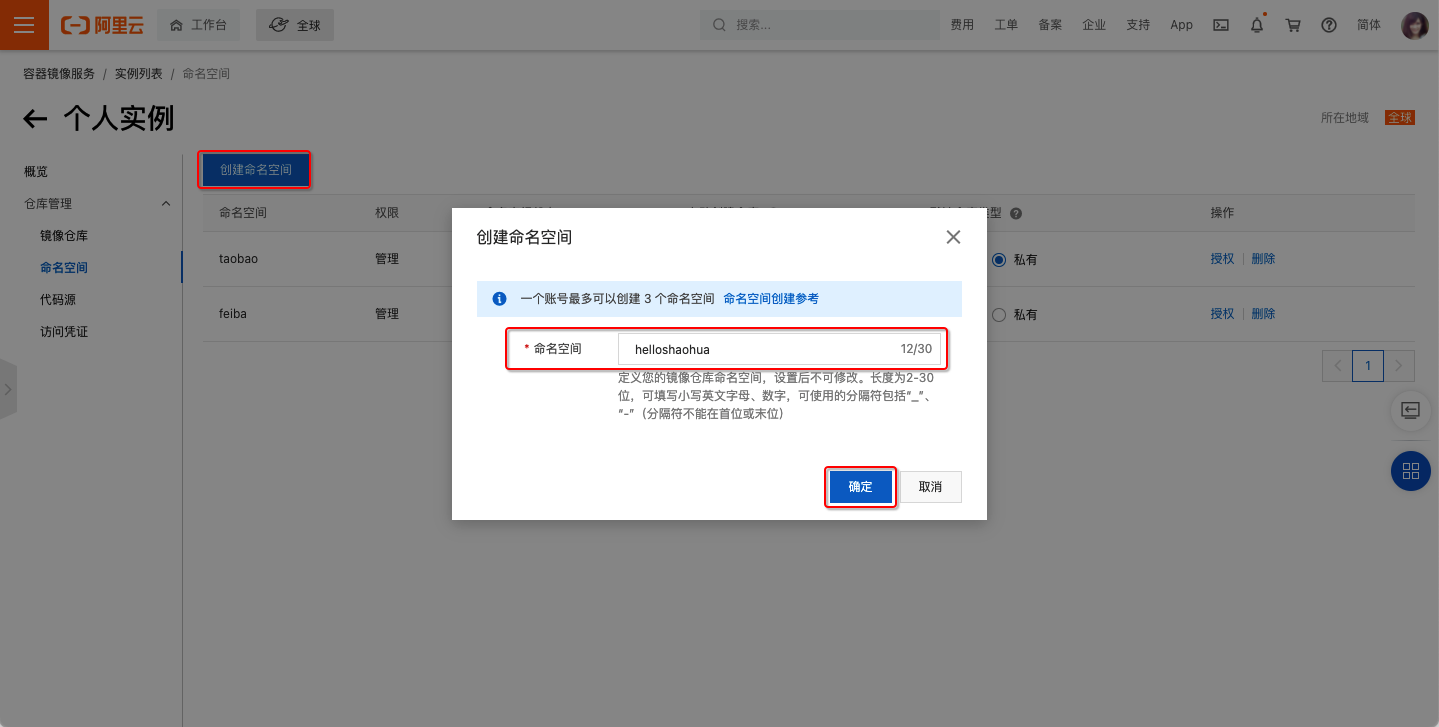 阿里云 工作台 全球 搜索... 费用 工单 备案 企业 支持 App 简体
容器镜像服务 / 实例列表 / 命名空间
个人实例 所在地域 全球
概览
仓库管理
镜像仓库
命名空间
代码源
访问凭证
创建命名空间
命名空间 权限 类型 操作
taobao 管理 私有 授权 删除
feiba 管理 私有 授权 删除
1
创建命名空间
一个账号最多可以创建 3 个命名空间 命名空间创建参考
* 命名空间 helloshaohua 12/30
定义您的镜像仓库命名空间，设置后不可修改。长度为2-30
位，可填写小写英文字母、数字，可使用的分隔符包括“_”、
“-”（分隔符不能在首位或末位）
确定 取消